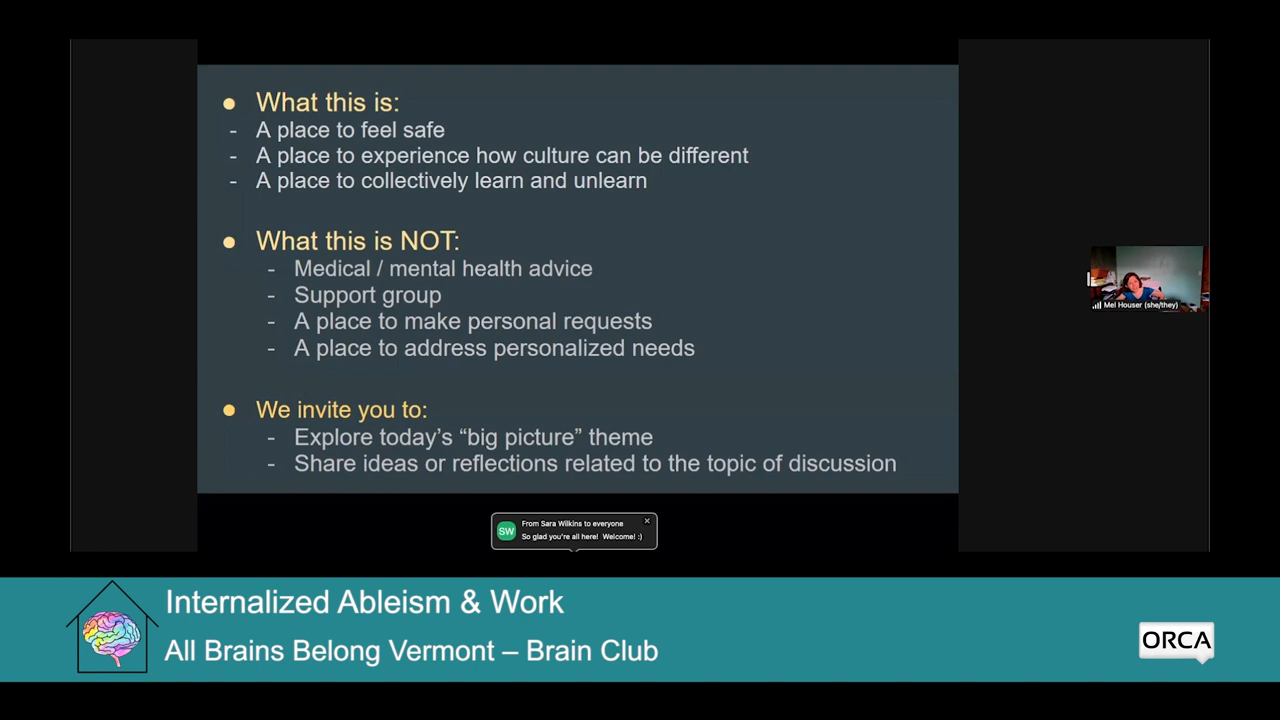 ● What this is:
- A place to feel safe
- A place to experience how culture can be different
- A place to collectively learn and unlearn
● What this is NOT:
- Medical / mental health advice
- Support group
- A place to make personal requests
- A place to address personalized needs
● We invite you to:
- Explore today’s “big picture” theme
- Share ideas or reflections related to the topic of discussion
Mel Houser (she/they)
SW
From Sara Wilkins to everyone
So glad you're all here! Welcome! :)
Internalized Ableism & Work
All Brains Belong Vermont – Brain Club
ORCA